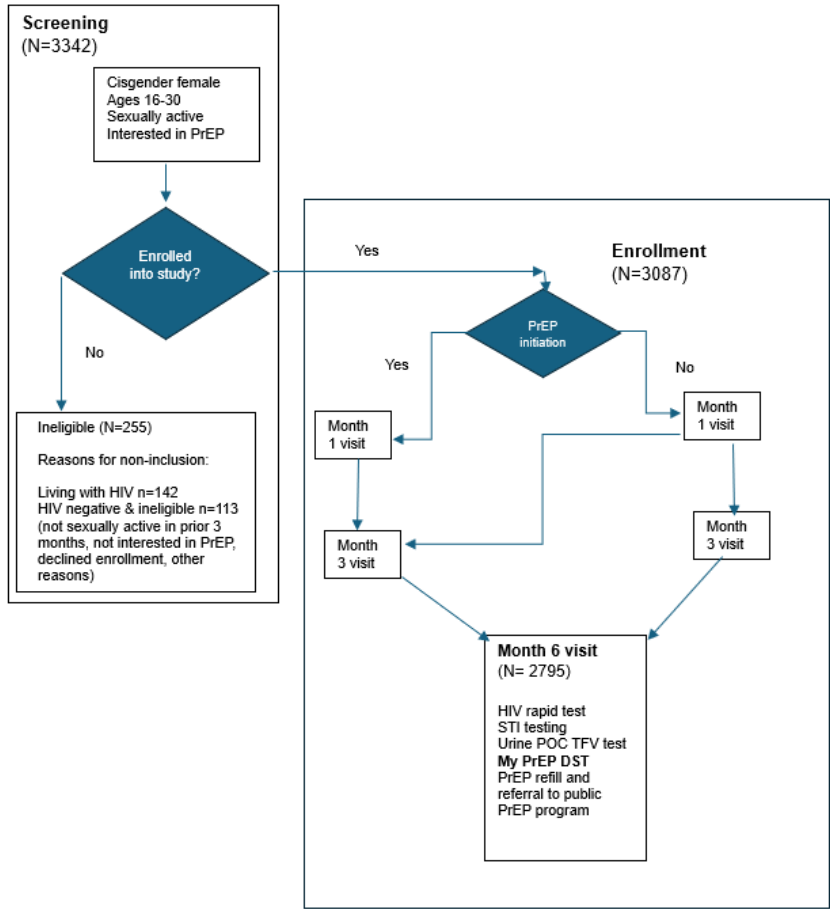 Screening
(N=3342)
Cisgender female
Ages 16-30
Sexually active
Interested in PrEP
Enrolled
into study?
Yes
No
Ineligible (N=255)
Reasons for non-inclusion:
Living with HIV n=142
HIV negative & ineligible n=113
(not sexually active in prior 3
months, not interested in PrEP,
declined enrollment, other
reasons)
Enrollment
(N=3087)
PrEP
initiation
Yes
No
Month
1 visit
Month
1 visit
Month
3 visit
Month
3 visit
Month 6 visit
(N= 2795)
HIV rapid test
STI testing
Urine POC TFV test
My PrEP DST
PrEP refill and
referral to public
PrEP program